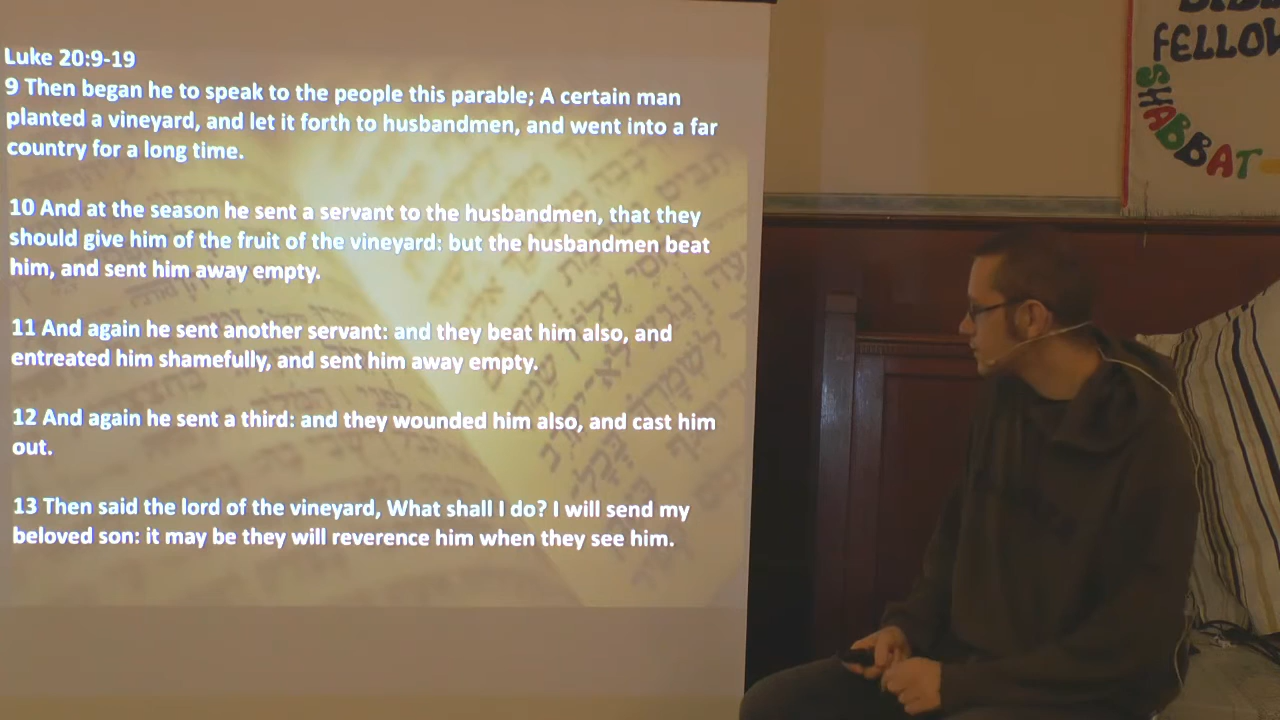 Luke 20:9-19
9 Then began he to speak to the people this parable; A certain man
planted a vineyard, and let it forth to husbandmen, and went into a far
country for a long time.
10 And at the season he sent a servant to the husbandmen, that they
should give him of the fruit of the vineyard: but the husbandmen beat
him, and sent him away empty.
11 And again he sent another servant: and they beat him also, and
entreated him shamefully, and sent him away empty.
12 And again he sent a third: and they wounded him also, and cast him
out.
13 Then said the lord of the vineyard, What shall I do? I will send my
beloved son: it may be they will reverence him when they see him.
FELLOW
SHABBAT